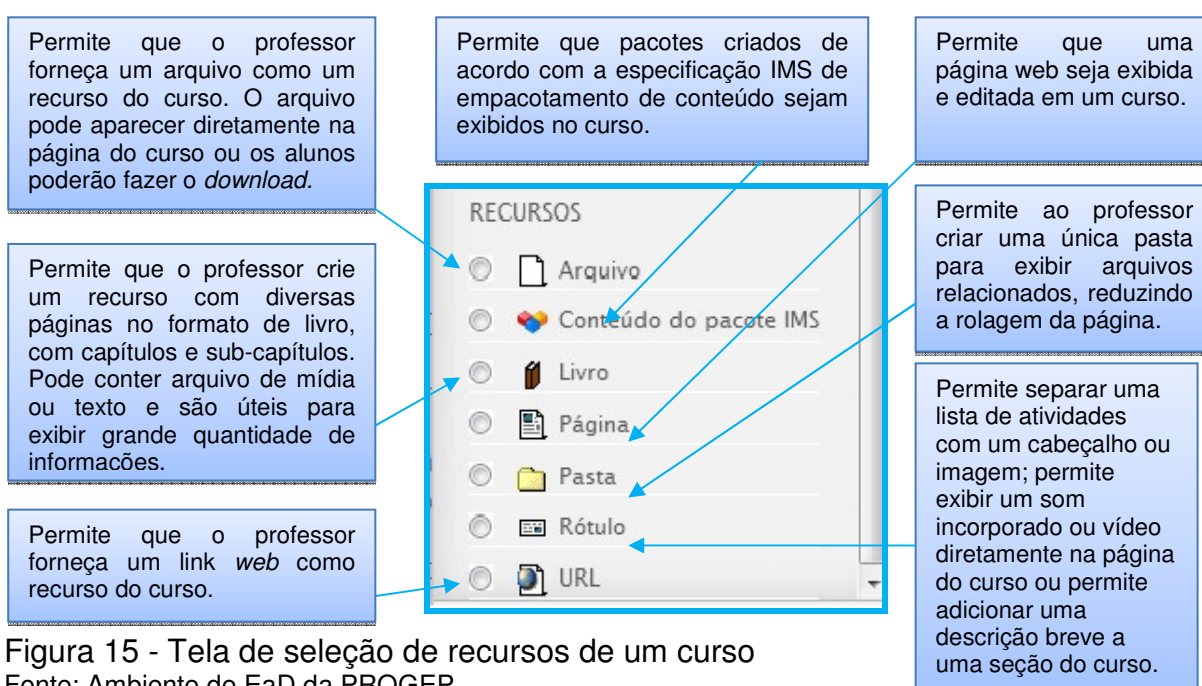 Permite que o professor
forneça um arquivo como um
recurso do curso. O arquivo
pode aparecer diretamente na
página do curso ou os alunos
poderão fazer o download.
Permite que pacotes criados de
acordo com a especificação IMS de
empacotamento de conteúdo sejam
exibidos no curso.
Permite que uma
página web seja exibida
e editada em um curso.
Permite que o professor crie
um recurso com diversas
páginas no formato de livro,
com capítulos e sub-capítulos.
Pode conter arquivo de mídia
ou texto e são úteis para
exibir grande quantidade de
informações.
Permite que o professor
forneça um link web como
recurso do curso.
RECURSOS
Arquivo
Conteúdo do pacote IMS
Livro
Página
Pasta
Rótulo
URL
Permite ao professor
criar uma única pasta
para exibir arquivos
relacionados, reduzindo
a rolagem da página.
Permite separar uma
lista de atividades
com um cabeçalho ou
imagem; permite
exibir um som
incorporado ou vídeo
diretamente na página
do curso ou permite
adicionar uma
descrição breve a
uma seção do curso.
Figura 15 - Tela de seleção de recursos de um curso
Fonte: Ambiente de EaD da PROGEP